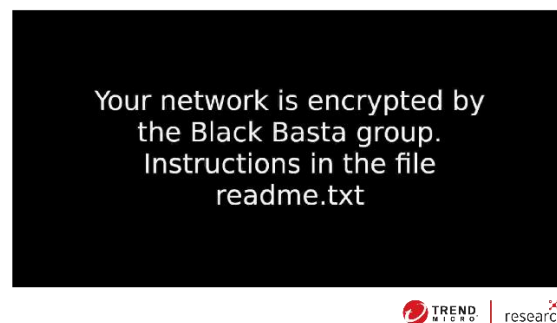 Your network is encrypted by
the Black Basta group.
Instructions in the file
readme.txt
TREND
MICRO